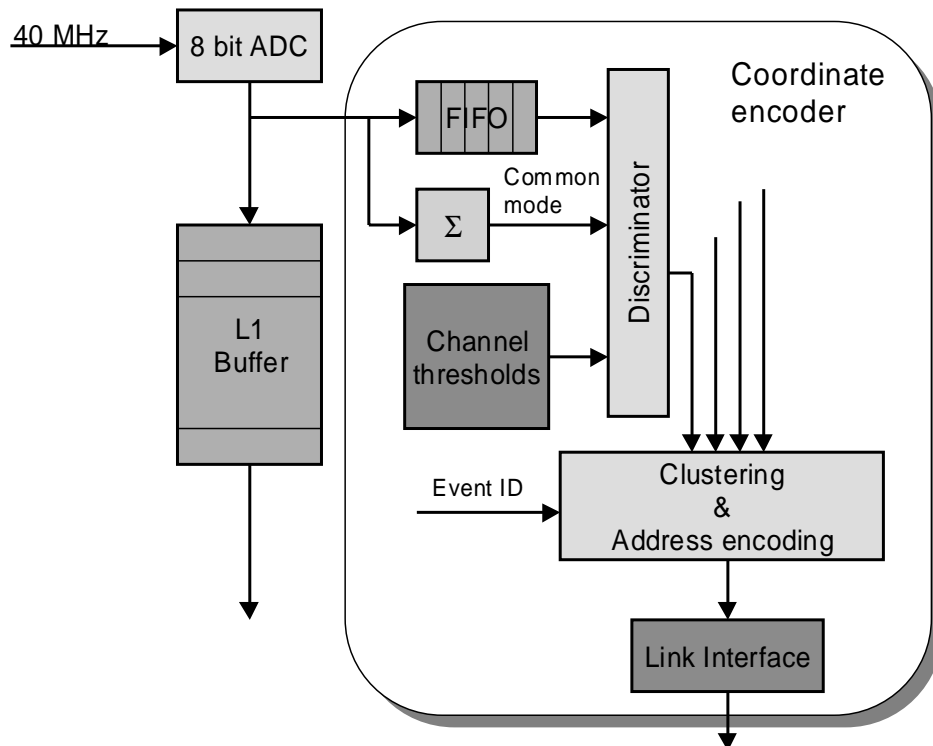 40 MHz
8 bit ADC
Coordinate
encoder
FIFO
Common
mode
Σ
Discriminator
L1
Buffer
Channel
thresholds
Event ID
Clustering
&
Address encoding
Link Interface